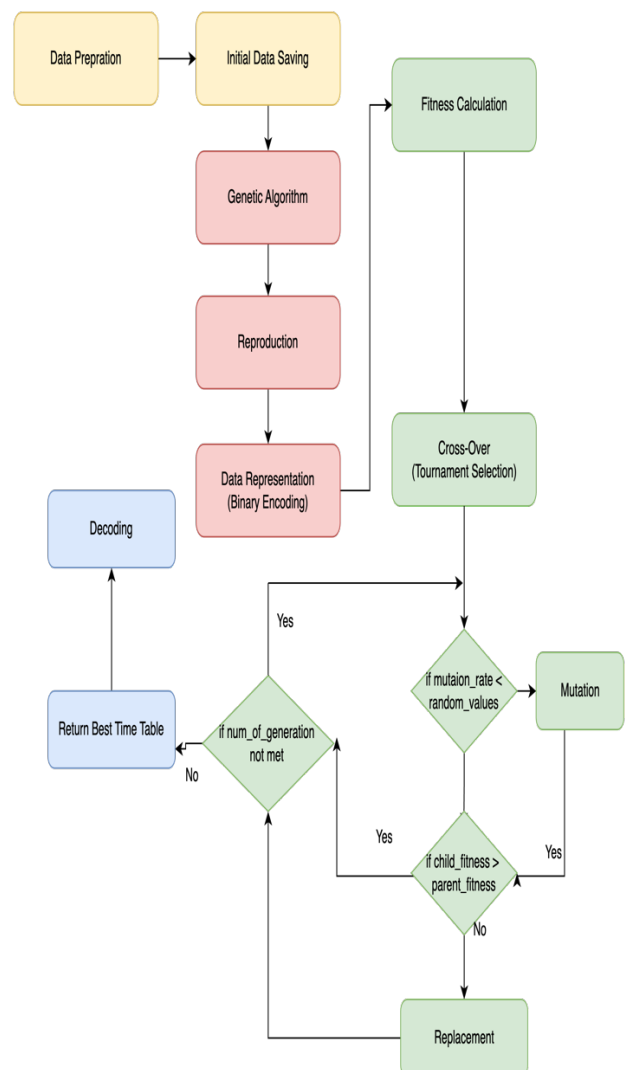 Data Prepration
Initial Data Saving
Fitness Calculation
Genetic Algorithm
Reproduction
Data Representation
(Binary Encoding)
Cross-Over
(Tournament Selection)
Decoding
Yes
if mutaion_rate <
random_values
Mutation
Return Best Time Table
if num_of_generation
not met
No
Yes
if child_fitness >
parent_fitness
Yes
No
Replacement